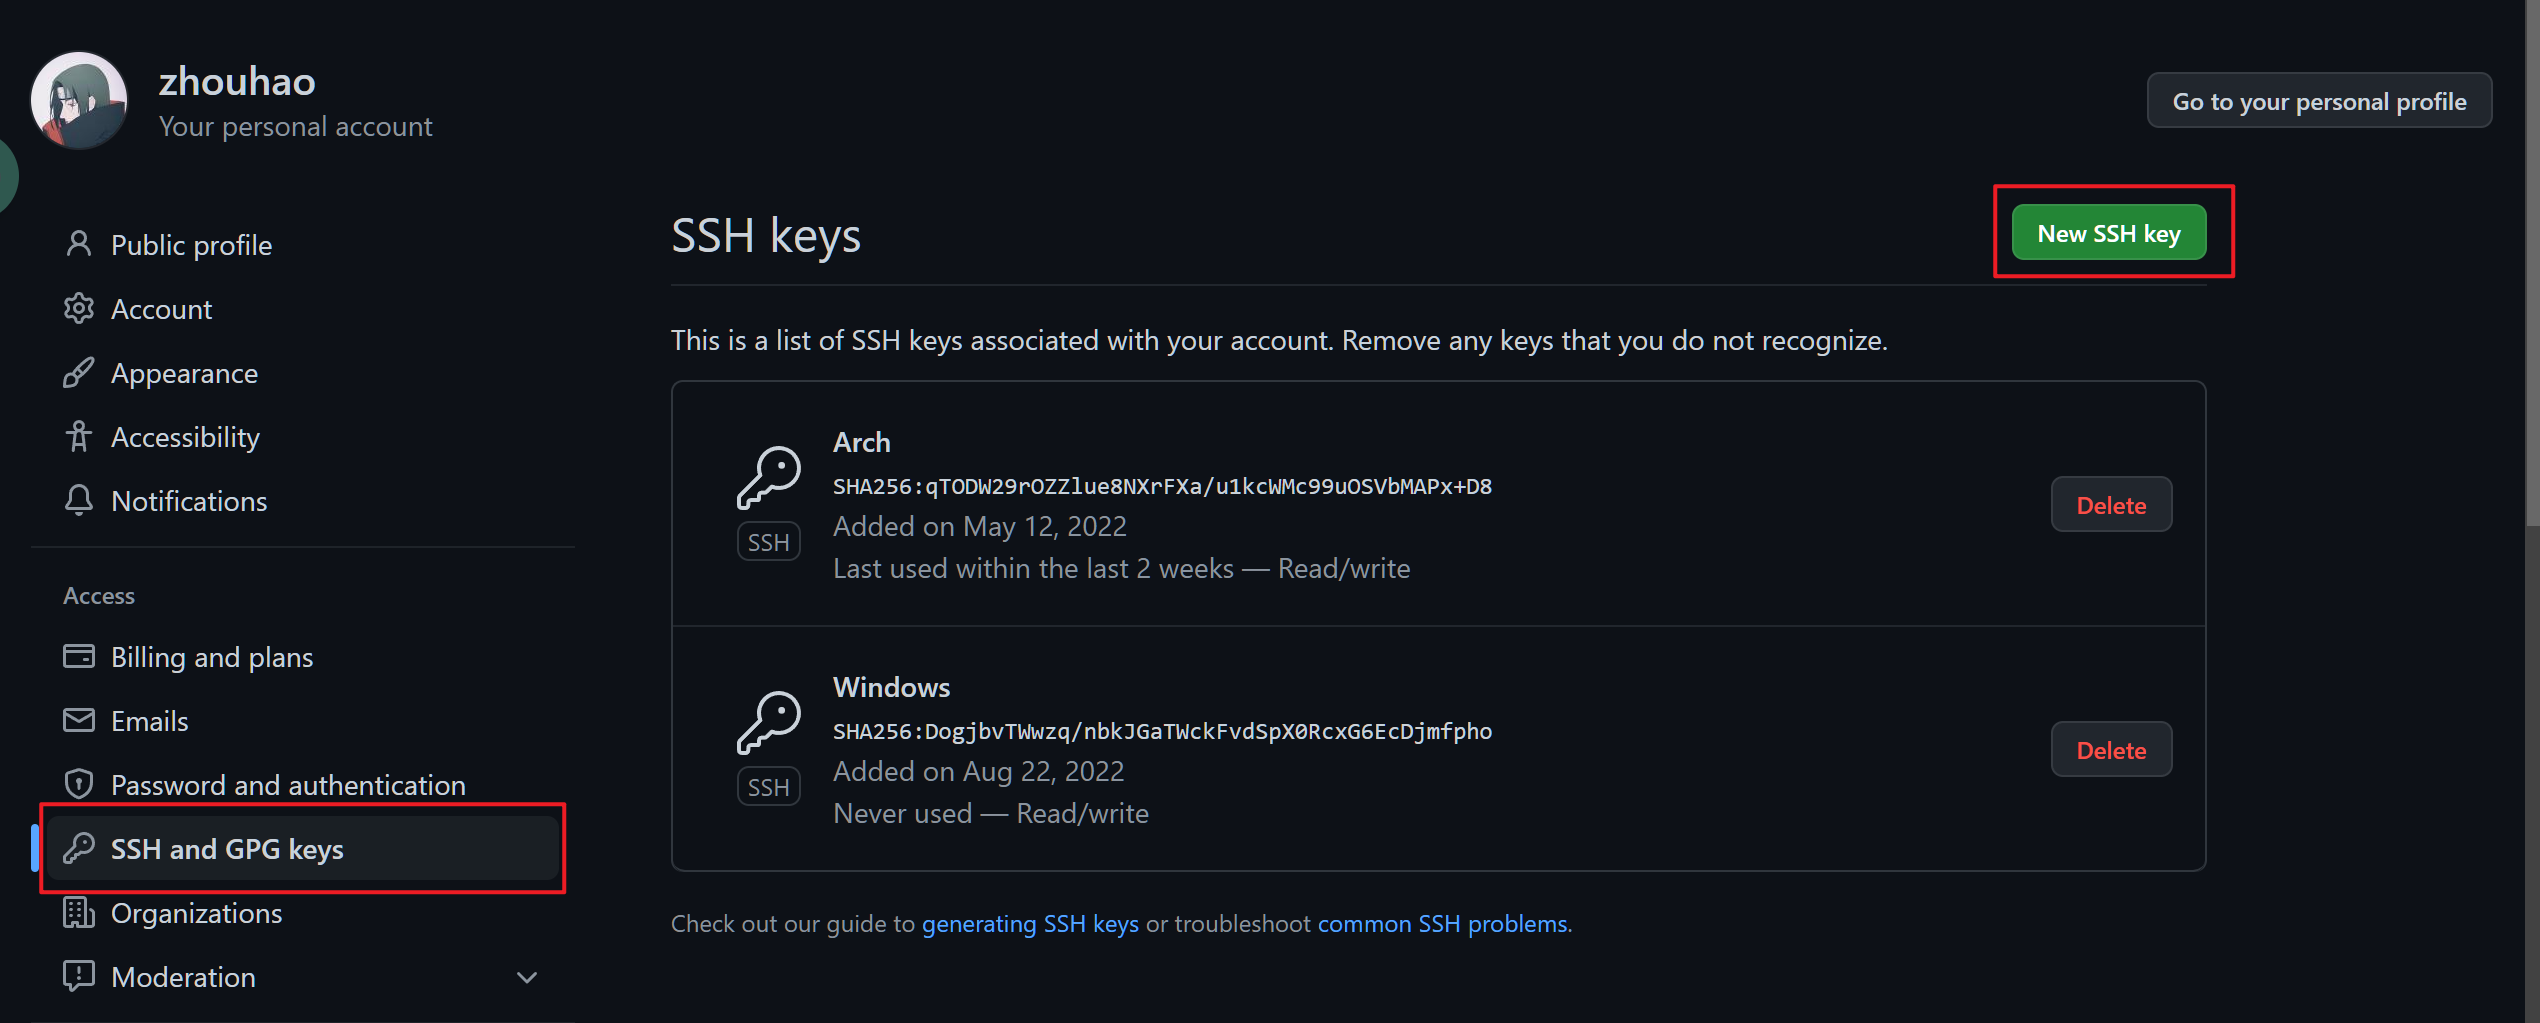 zhouhao
Your personal account
Go to your personal profile
Public profile
Account
Appearance
Accessibility
Notifications
Access
Billing and plans
Emails
Password and authentication
SSH and GPG keys
Organizations
Moderation
SSH keys
New SSH key
This is a list of SSH keys associated with your account. Remove any keys that you do not recognize.
Arch
SHA256:qTODW29rOZZlue8NXrFXa/u1kcWMc99uOSVbMAPx+D8
Added on May 12, 2022
Last used within the last 2 weeks — Read/write
SSH
Delete
Windows
SHA256:DogjbvTWwzq/nbkJGaTWckFvdSpX0RcxG6EcDjmfpho
Added on Aug 22, 2022
Never used — Read/write
SSH
Delete
Check out our guide to generating SSH keys or troubleshoot common SSH problems.